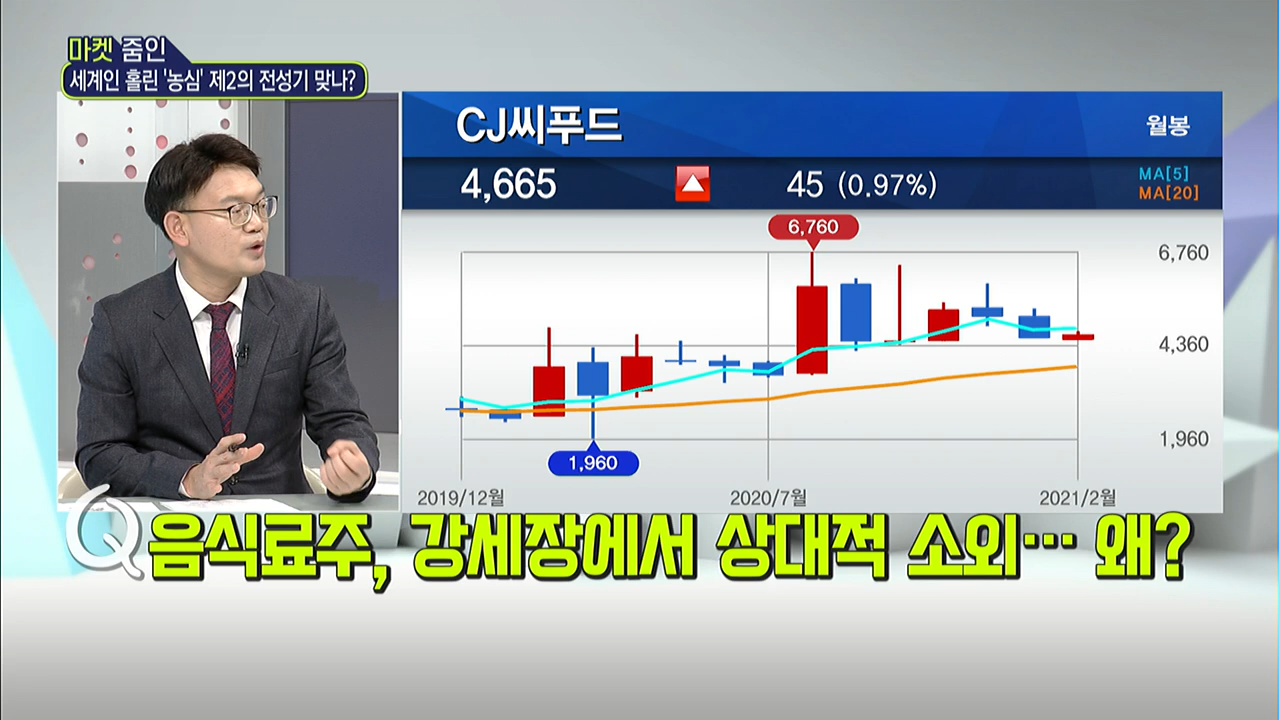 마켓 줌인
세계인 홀린 '농심' 제2의 전성기 맞나?
CJ씨푸드
월봉
4,665
45 (0.97%)
MA[5]
MA[20]
6,760
6,760
4,360
1,960
1,960
2019/12월
2020/7월
2021/2월
Q 음식료주, 강세장에서 상대적 소외… 왜?